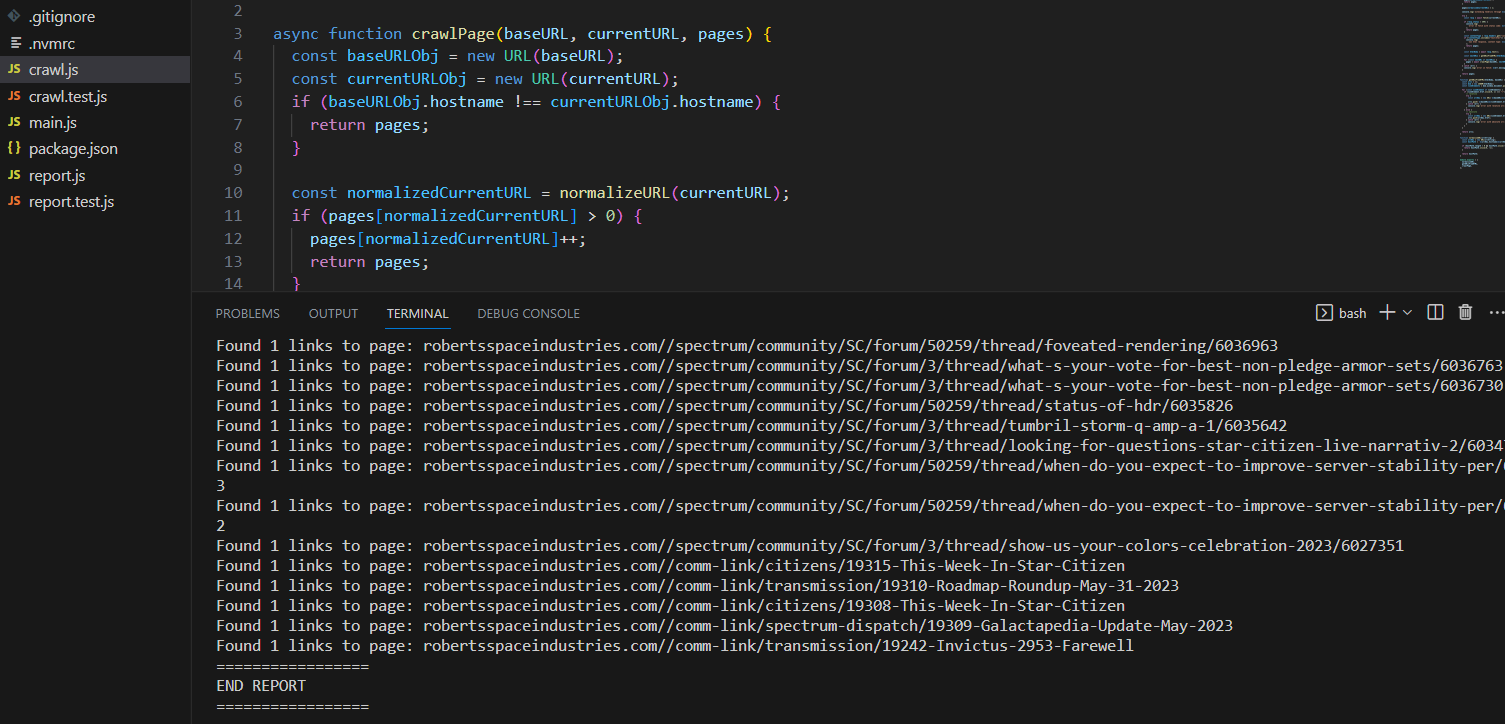 .gitignore
.nvmrc
JS crawl.js
JS crawl.test.js
JS main.js
{} package.json
JS report.js
JS report.test.js
2
3 async function crawlPage(baseURL, currentURL, pages) {
4 const baseURLObj = new URL(baseURL);
5 const currentURLObj = new URL(currentURL);
6 if (baseURLObj.hostname !== currentURLObj.hostname) {
7 return pages;
8 }
9
10 const normalizedCurrentURL = normalizeURL(currentURL);
11 if (pages[normalizedCurrentURL] > 0) {
12 pages[normalizedCurrentURL]++;
13 return pages;
14 }
PROBLEMS OUTPUT TERMINAL DEBUG CONSOLE bash
Found 1 links to page: robertsspaceindustries.com//spectrum/community/SC/forum/50259/thread/foveated-rendering/6036963
Found 1 links to page: robertsspaceindustries.com//spectrum/community/SC/forum/3/thread/what-s-your-vote-for-best-non-pledge-armor-sets/6036763
Found 1 links to page: robertsspaceindustries.com//spectrum/community/SC/forum/3/thread/what-s-your-vote-for-best-non-pledge-armor-sets/6036730
Found 1 links to page: robertsspaceindustries.com//spectrum/community/SC/forum/50259/thread/status-of-hdr/6035826
Found 1 links to page: robertsspaceindustries.com//spectrum/community/SC/forum/3/thread/tumbril-storm-q-amp-a-1/6035642
Found 1 links to page: robertsspaceindustries.com//spectrum/community/SC/forum/3/thread/looking-for-questions-star-citizen-live-narrativ-2/6034
Found 1 links to page: robertsspaceindustries.com//spectrum/community/SC/forum/50259/thread/when-do-you-expect-to-improve-server-stability-per/
3
Found 1 links to page: robertsspaceindustries.com//spectrum/community/SC/forum/50259/thread/when-do-you-expect-to-improve-server-stability-per/
2
Found 1 links to page: robertsspaceindustries.com//spectrum/community/SC/forum/3/thread/show-us-your-colors-celebration-2023/6027351
Found 1 links to page: robertsspaceindustries.com//comm-link/citizens/19315-This-Week-In-Star-Citizen
Found 1 links to page: robertsspaceindustries.com//comm-link/transmission/19310-Roadmap-Roundup-May-31-2023
Found 1 links to page: robertsspaceindustries.com//comm-link/citizens/19308-This-Week-In-Star-Citizen
Found 1 links to page: robertsspaceindustries.com//comm-link/spectrum-dispatch/19309-Galactapedia-Update-May-2023
Found 1 links to page: robertsspaceindustries.com//comm-link/transmission/19242-Invictus-2953-Farewell
=================
END REPORT
=================